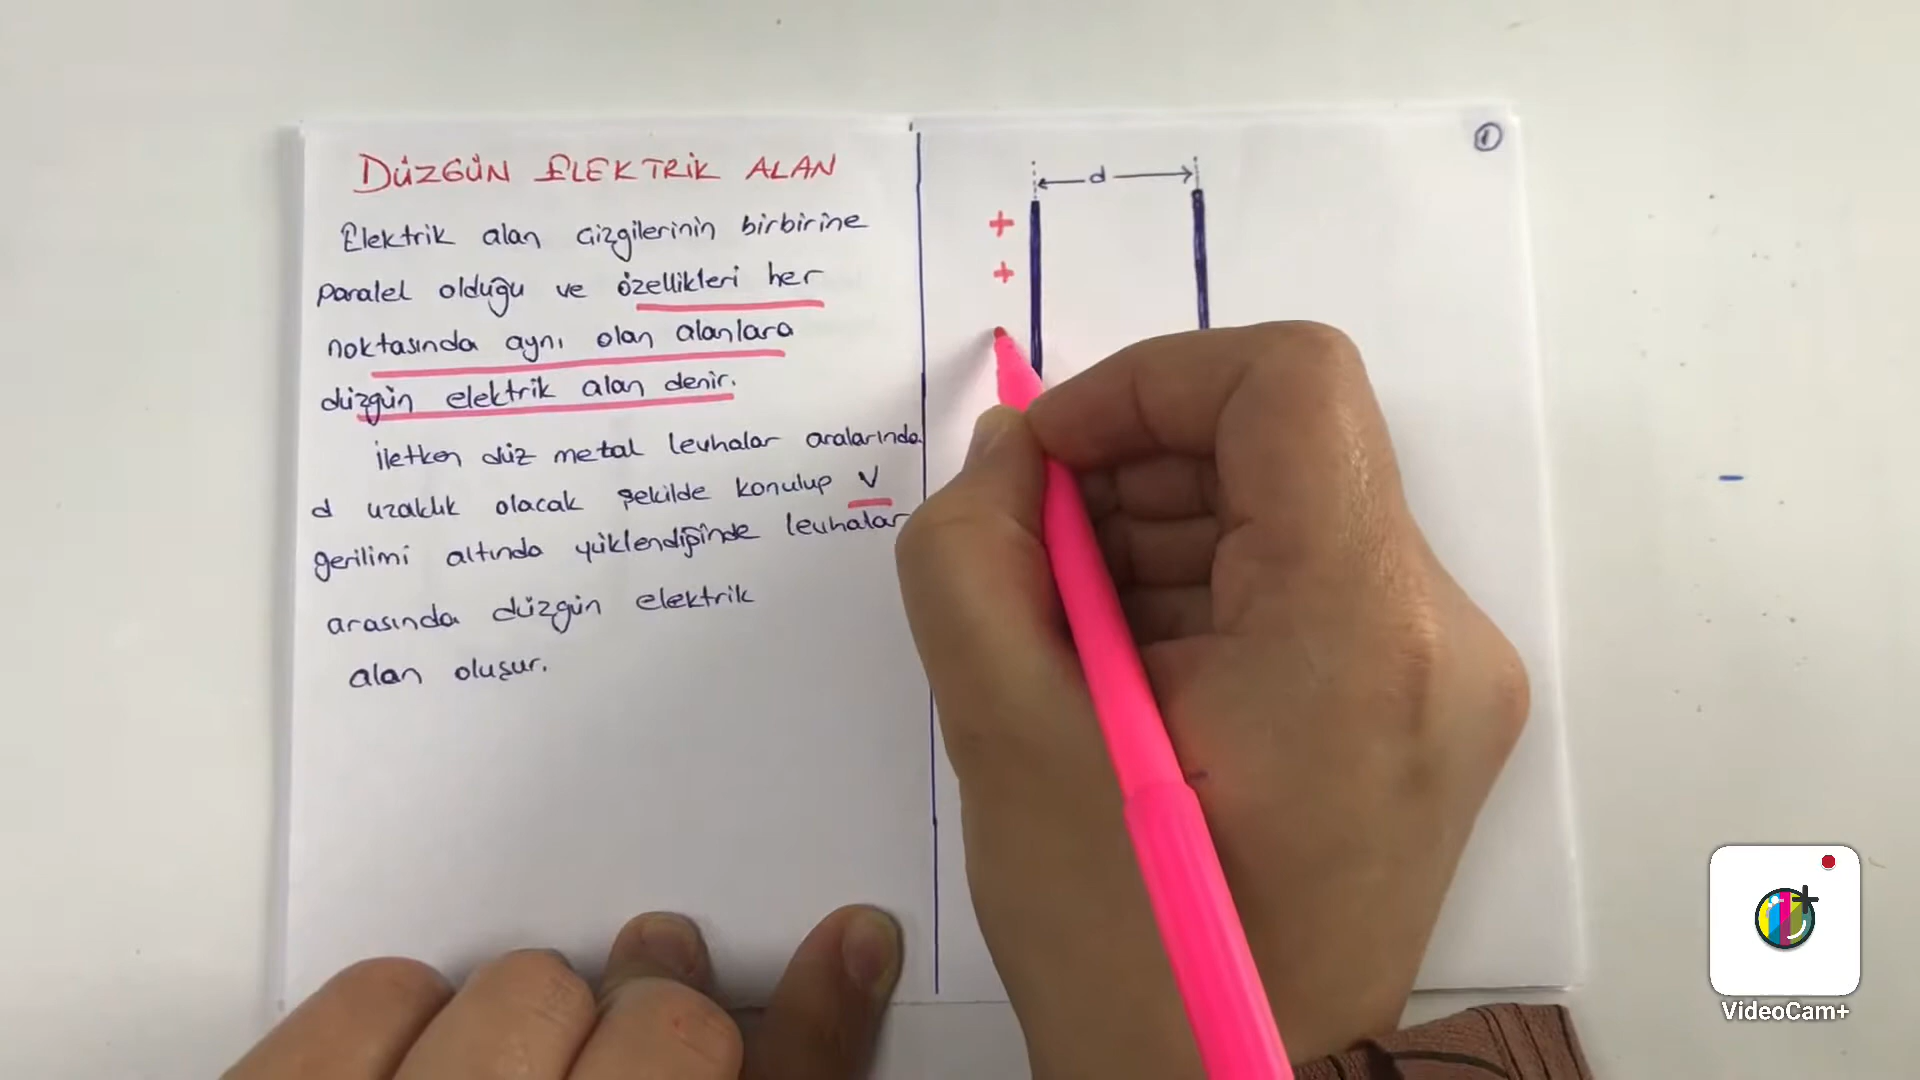 DÜZGÜN ELEKTRİK ALAN
Elektrik alan çizgilerinin birbirine
paralel olduğu ve özellikleri her
noktasında aynı olan alanlara
düzgün elektrik alan denir.
iletken düz metal levhalar aralarında
d uzaklık olacak şekilde konulup V
gerilimi altında yüklendiğinde levhalar
arasında düzgün elektrik
alan oluşur.
1
d
+
+
VideoCam+